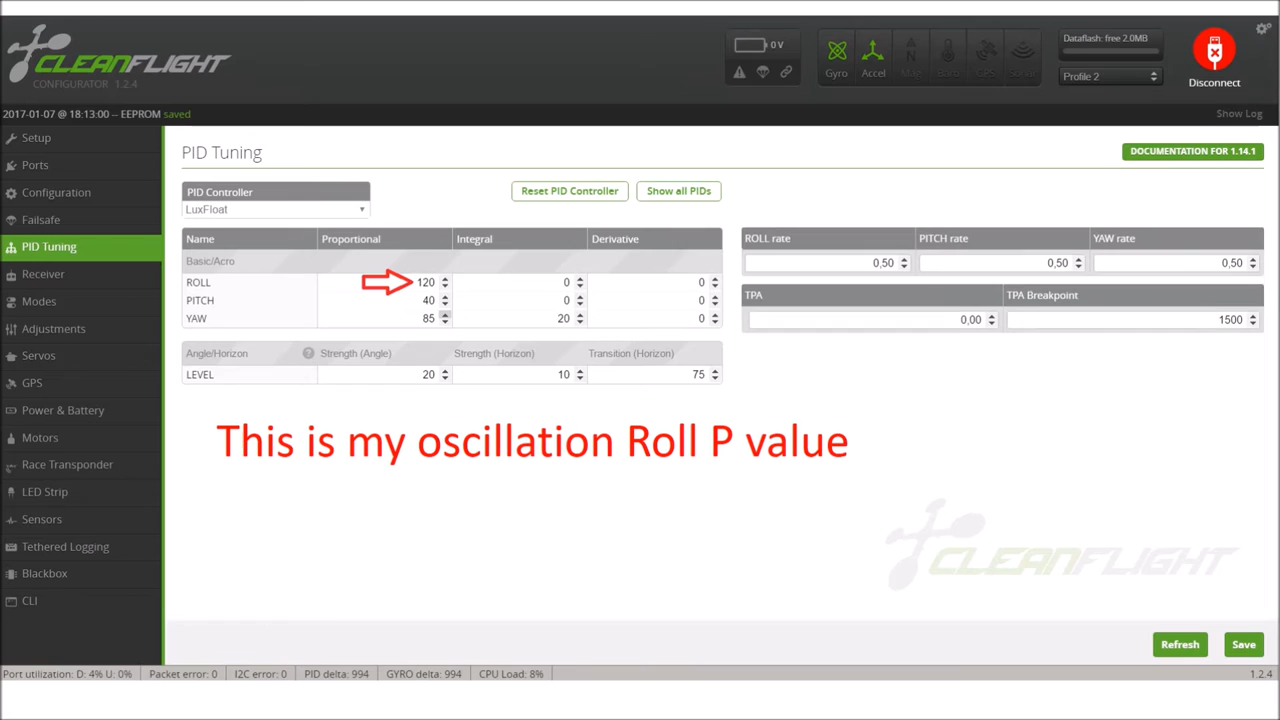 CLEANFLIGHT
CONFIGURATOR 1.2.4
0 V
Gyro Accel Mag Baro GPS Sonar
Dataflash: free 2.0MB
Profile 2
Disconnect
2017-01-07 @ 18:13:00 -- EEPROM saved
Show Log
Setup
Ports
Configuration
Failsafe
PID Tuning
Receiver
Modes
Adjustments
Servos
GPS
Power & Battery
Motors
Race Transponder
LED Strip
Sensors
Tethered Logging
Blackbox
CLI
PID Tuning
DOCUMENTATION FOR 1.14.1
PID Controller
LuxFloat
Reset PID Controller
Show all PIDs
Name Proportional Integral Derivative
Basic/Acro
ROLL 120 0 0
PITCH 40 0 0
YAW 85 20 0
Angle/Horizon ? Strength (Angle) Strength (Horizon) Transition (Horizon)
LEVEL 20 10 75
ROLL rate PITCH rate YAW rate
0,50 0,50 0,50
TPA TPA Breakpoint
0,00 1500
This is my oscillation Roll P value
CLEANFLIGHT
Refresh Save
Port utilization: D: 4% U: 0% Packet error: 0 I2C error: 0 PID delta: 994 GYRO delta: 994 CPU Load: 8% 1.2.4